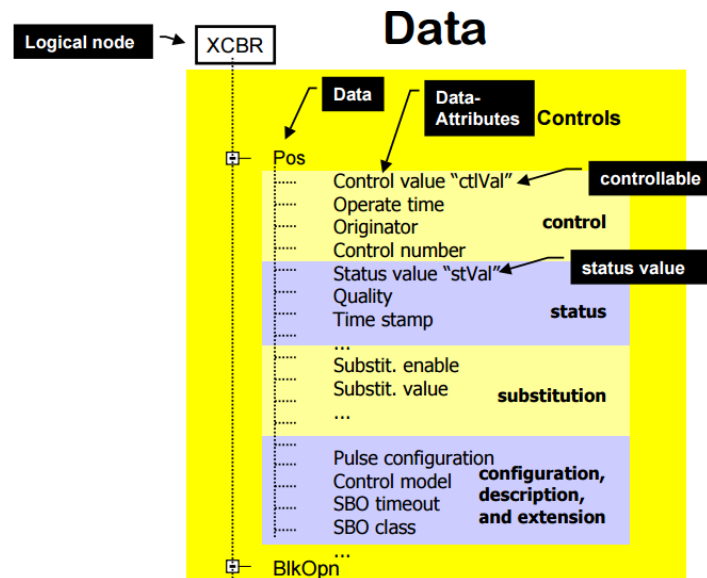 Data
Logical node
XCBR
Data
Data-
Attributes
Controls
Pos
Control value “ctlVal”
controllable
Operate time
Originator
control
Control number
Status value “stVal”
status value
Quality
Time stamp
status
...
Substit. enable
Substit. value
substitution
...
Pulse configuration
Control model
SBO timeout
SBO class
configuration,
description,
and extension
...
BlkOpn